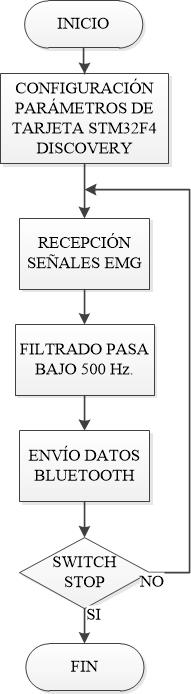 INICIO
CONFIGURACIÓN
PARÁMETROS DE
TARJETA STM32F4
DISCOVERY
RECEPCIÓN
SEÑALES EMG
FILTRADO PASA
BAJO 500 Hz.
ENVÍO DATOS
BLUETOOTH
SWITCH
STOP
NO
SI
FIN